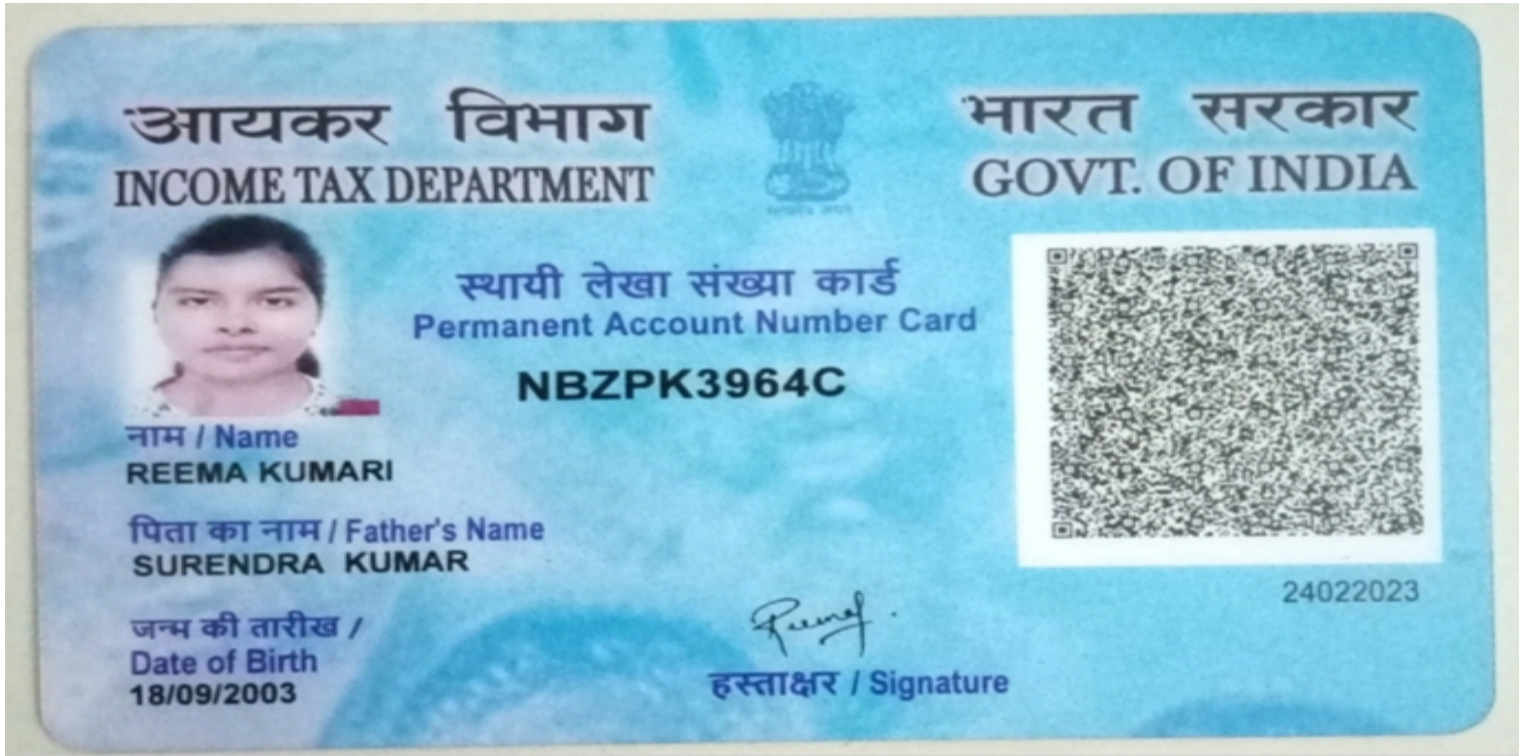 आयकर विभाग
INCOME TAX DEPARTMENT
भारत सरकार
GOVT. OF INDIA
स्थायी लेखा संख्या कार्ड
Permanent Account Number Card
NBZPK3964C
नाम / Name
REEMA KUMARI
पिता का नाम / Father's Name
SURENDRA KUMAR
जन्म की तारीख /
Date of Birth
18/09/2003
हस्ताक्षर / Signature
24022023